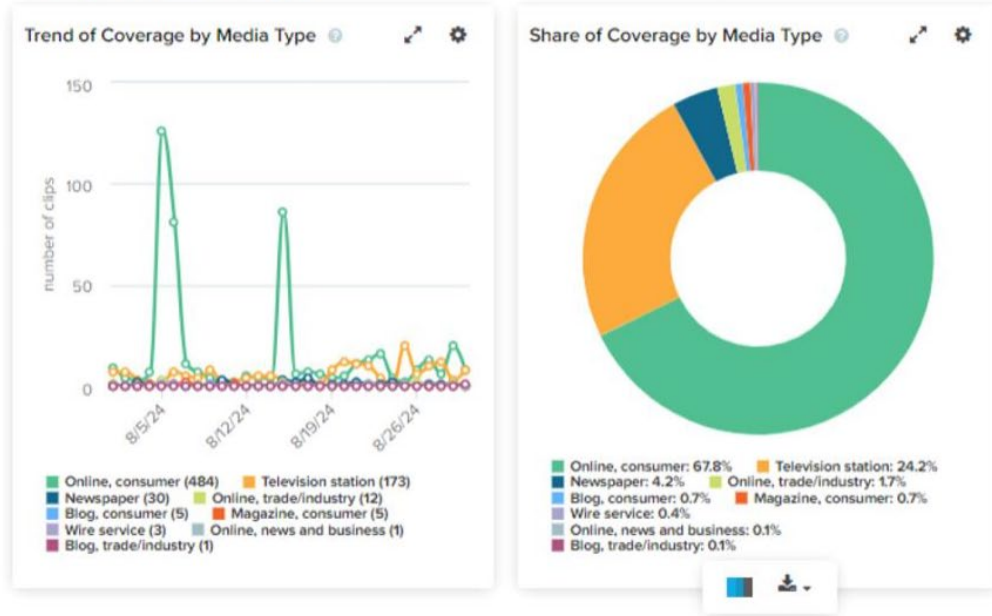 Trend of Coverage by Media Type
150
100
50
0
number of clips
8/5/24
8/12/24
8/19/24
8/26/24
Online, consumer (484) Television station (173)
Newspaper (30) Online, trade/industry (12)
Blog, consumer (5) Magazine, consumer (5)
Wire service (3) Online, news and business (1)
Blog, trade/industry (1)
Share of Coverage by Media Type
Online, consumer: 67.8% Television station: 24.2%
Newspaper: 4.2% Online, trade/industry: 1.7%
Blog, consumer: 0.7% Magazine, consumer: 0.7%
Wire service: 0.4%
Online, news and business: 0.1%
Blog, trade/industry: 0.1%